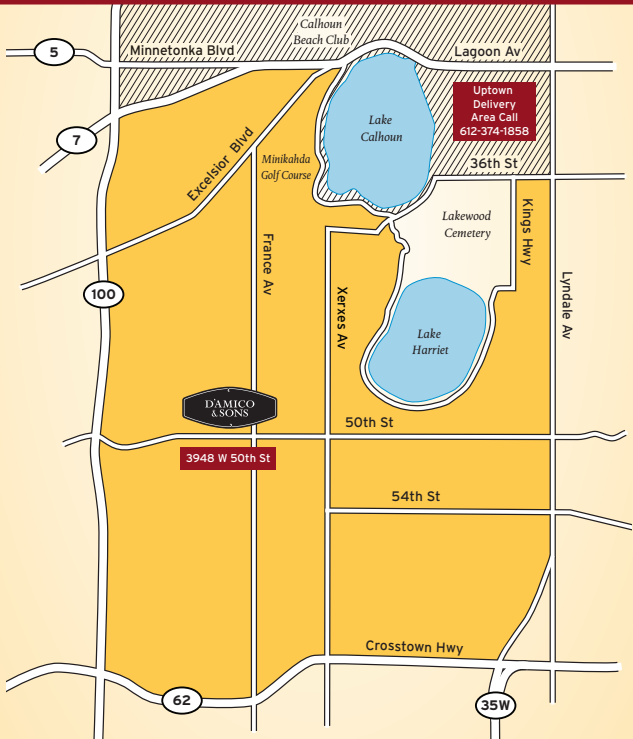 Calhoun
Beach Club
Minnetonka Blvd
Lagoon Av
5
7
Uptown
Delivery
Area Call
612-374-1858
Lake
Calhoun
36th St
Excelsior Blvd
Minikahda
Golf Course
Lakewood
Cemetery
Kings Hwy
France Av
Xerxes Av
Lyndale Av
100
Lake
Harriet
D'AMICO
& SONS
50th St
3948 W 50th St
54th St
Crosstown Hwy
62
35W